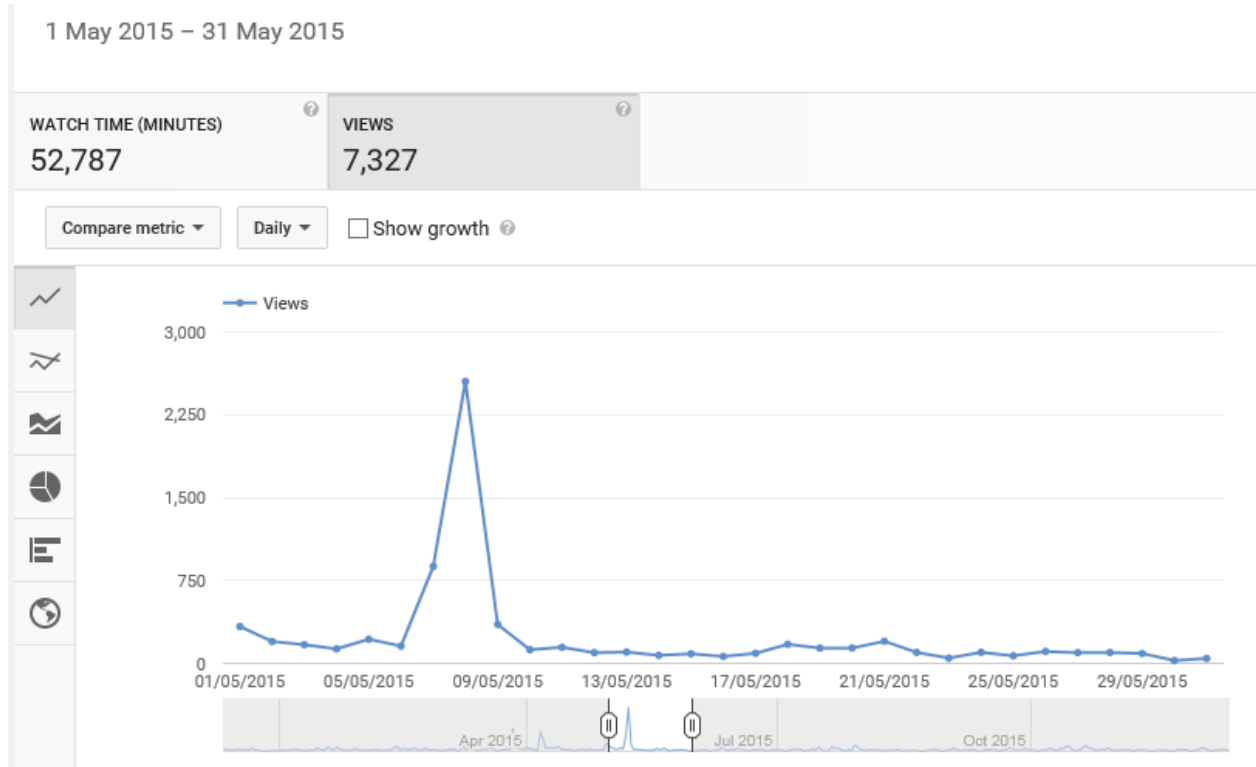 1 May 2015 – 31 May 2015
WATCH TIME (MINUTES) ?
52,787
VIEWS ?
7,327
Compare metric Daily Show growth ?
Views
3,000
2,250
1,500
750
0
01/05/2015 05/05/2015 09/05/2015 13/05/2015 17/05/2015 21/05/2015 25/05/2015 29/05/2015
Apr 2015 Jul 2015 Oct 2015